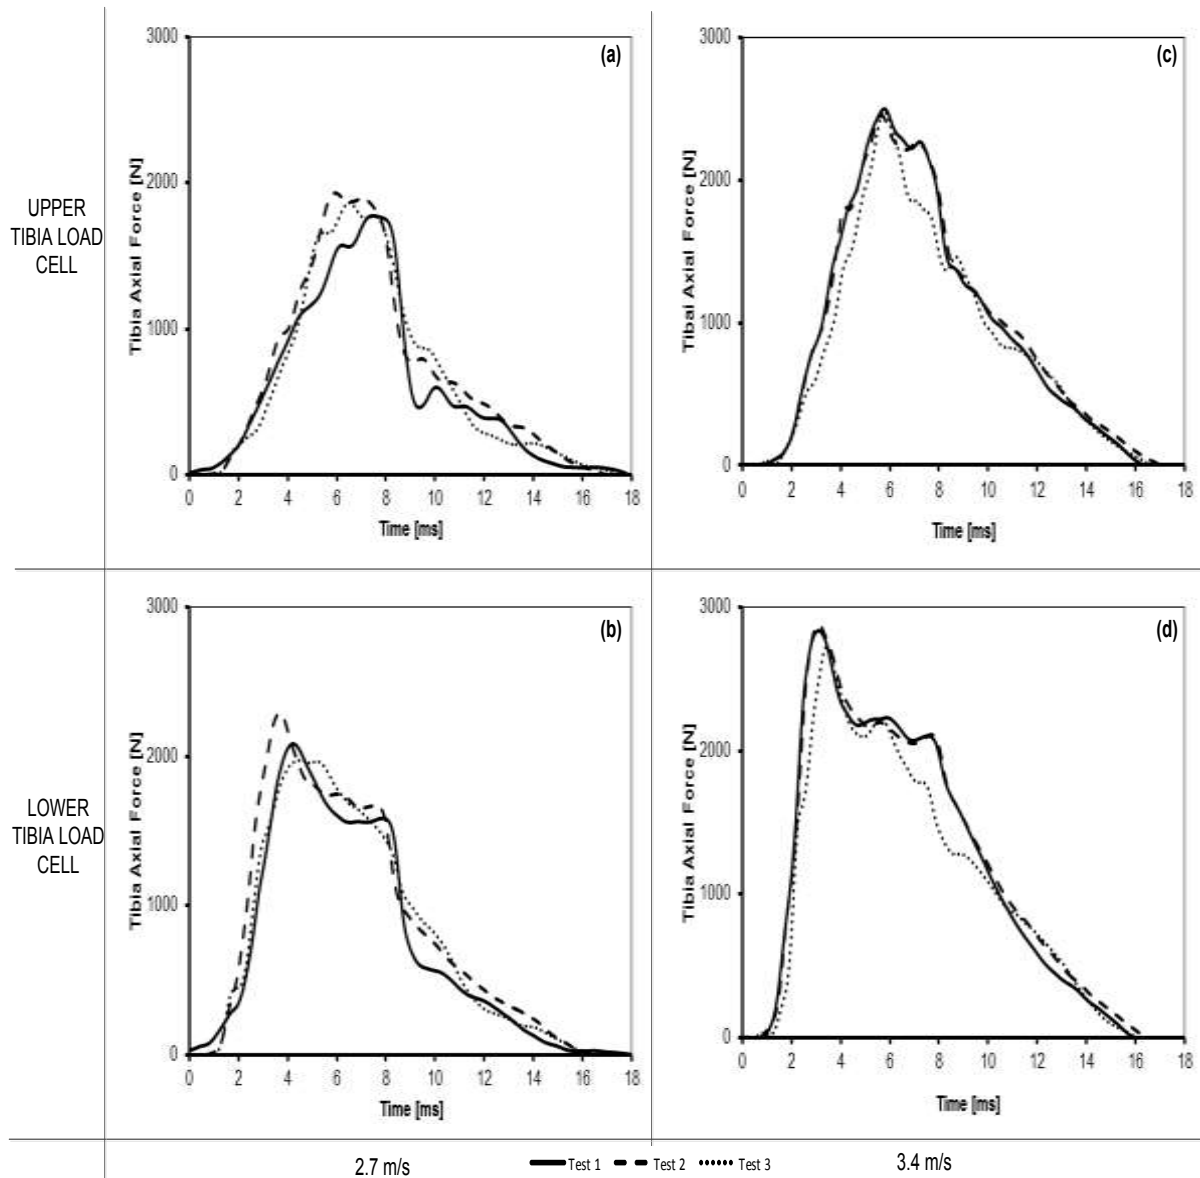 UPPER
TIBIA LOAD
CELL
(a)
3000
2000
1000
0
Tibia Axial Force [N]
0 2 4 6 8 10 12 14 16 18
Time [ms]
(c)
3000
2000
1000
0
Tibai Axial Force [N]
0 2 4 6 8 10 12 14 16 18
Time [ms]
LOWER
TIBIA LOAD
CELL
(b)
3000
2000
1000
0
Tibia Axial Force [N]
0 2 4 6 8 10 12 14 16 18
Time [ms]
(d)
3000
2000
1000
0
Tibia Axial Force [N]
0 2 4 6 8 10 12 14 16 18
Time [ms]
2.7 m/s
Test 1 Test 2 Test 3
3.4 m/s